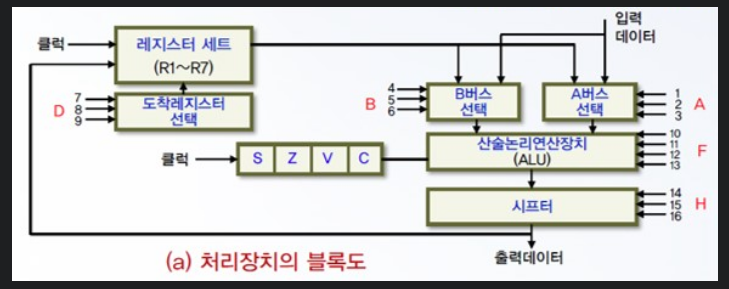 입력
데이터
클럭
레지스터 세트
(R1~R7)
D
7
8
9
도착레지스터
선택
B
4
5
6
B버스
선택
A버스
선택
1
2
3
A
클럭
S Z V C
산술논리연산장치
(ALU)
10
11
12
13
F
시프터
14
15
16
H
출력데이터
(a) 처리장치의 블록도